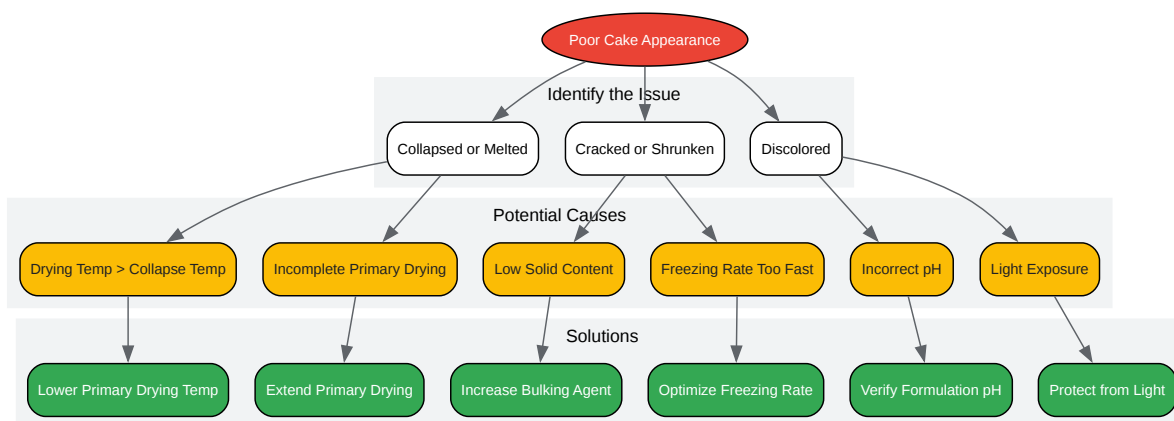 Poor Cake Appearance
Identify the Issue
Collapsed or Melted
Cracked or Shrunken
Discolored
Potential Causes
Drying Temp > Collapse Temp
Incomplete Primary Drying
Low Solid Content
Freezing Rate Too Fast
Incorrect pH
Light Exposure
Solutions
Lower Primary Drying Temp
Extend Primary Drying
Increase Bulking Agent
Optimize Freezing Rate
Verify Formulation pH
Protect from Light